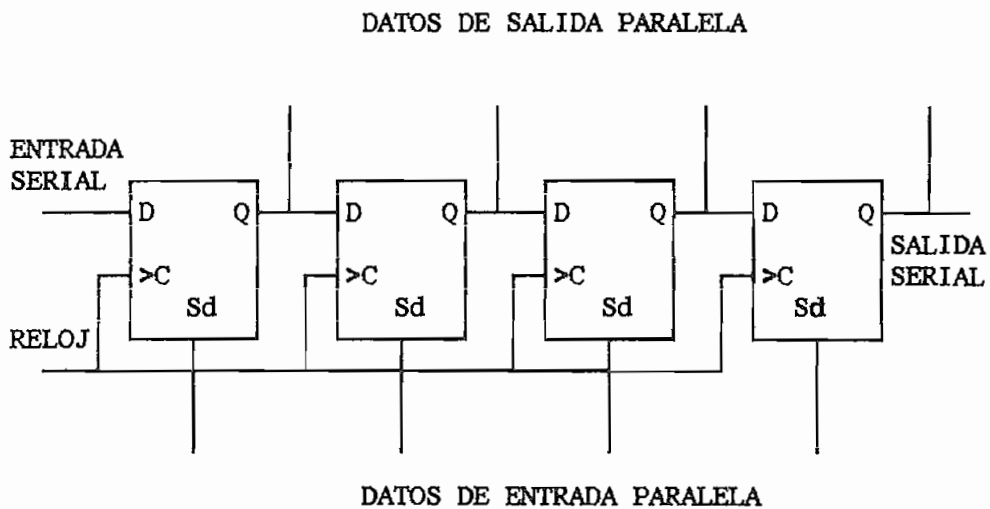 DATOS DE SALIDA PARALELA
ENTRADA
SERIAL
D Q D Q D Q D Q
>C >C >C >C
SALIDA
SERIAL
Sd Sd Sd Sd
RELOJ
DATOS DE ENTRADA PARALELA